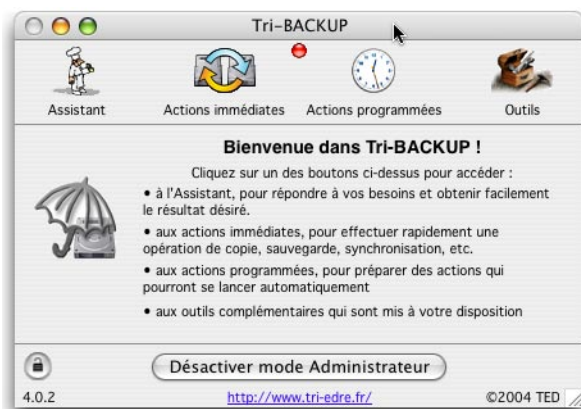 Tri-BACKUP
Assistant
Actions immédiates
Actions programmées
Outils
Bienvenue dans Tri-BACKUP !
Cliquez sur un des boutons ci-dessus pour accéder :
• à l'Assistant, pour répondre à vos besoins et obtenir facilement
le résultat désiré.
• aux actions immédiates, pour effectuer rapidement une
opération de copie, sauvegarde, synchronisation, etc.
• aux actions programmées, pour préparer des actions qui
pourront se lancer automatiquement
• aux outils complémentaires qui sont mis à votre disposition
Désactiver mode Administrateur
4.0.2
http://www.tri-edre.fr/
©2004 TED